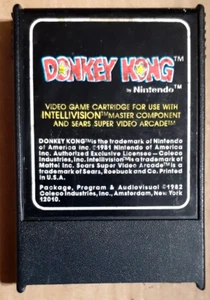 DONKEY KONG™
by Nintendo®
VIDEO GAME CARTRIDGE FOR USE WITH
INTELLIVISION™ MASTER COMPONENT
AND SEARS SUPER VIDEO ARCADE™
DONKEY KONG™ is the trademark of Nintendo
of America Inc. ©1981 Nintendo of America
Inc. Authorized Exclusive Licensee — Coleco
Industries, Inc. Intellivision is a trademark of
Mattel Inc. Sears Super Video Arcade™ is a
trademark of Sears, Roebuck and Co. Printed
in U.S.A.
Package, Program & Audiovisual ©1982
Coleco Industries, Inc., Amsterdam, New York
12010.